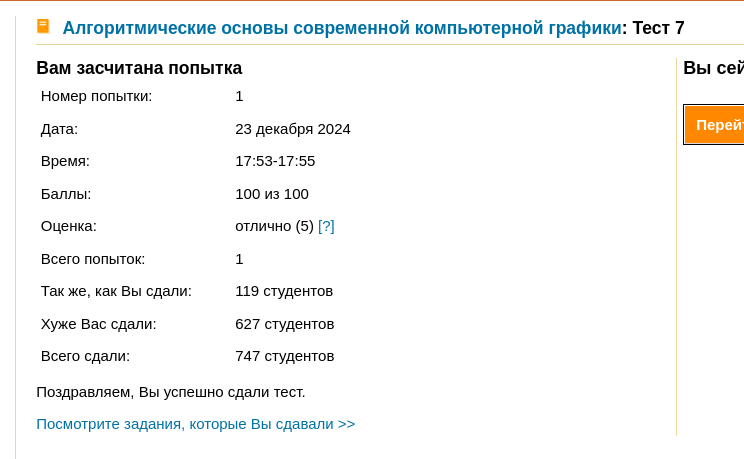 Алгоритмические основы современной компьютерной графики: Тест 7
Вам засчитана попытка
Номер попытки: 1
Дата: 23 декабря 2024
Время: 17:53-17:55
Баллы: 100 из 100
Оценка: отлично (5) [?]
Всего попыток: 1
Так же, как Вы сдали: 119 студентов
Хуже Вас сдали: 627 студентов
Всего сдали: 747 студентов
Поздравляем, Вы успешно сдали тест.
Посмотрите задания, которые Вы сдавали >>
Вы сей
Перей